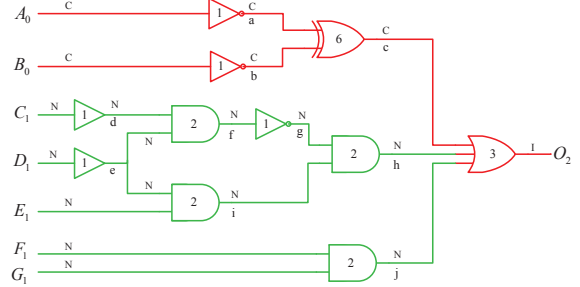 A0 C 1 C a
6 C c
B0 C 1 C b
C1 N 1 N d
2 N f 1 N g
D1 N 1 e N
2 N h
3 I O2
E1 N 2 N i
F1 N
G1 N 2 N j